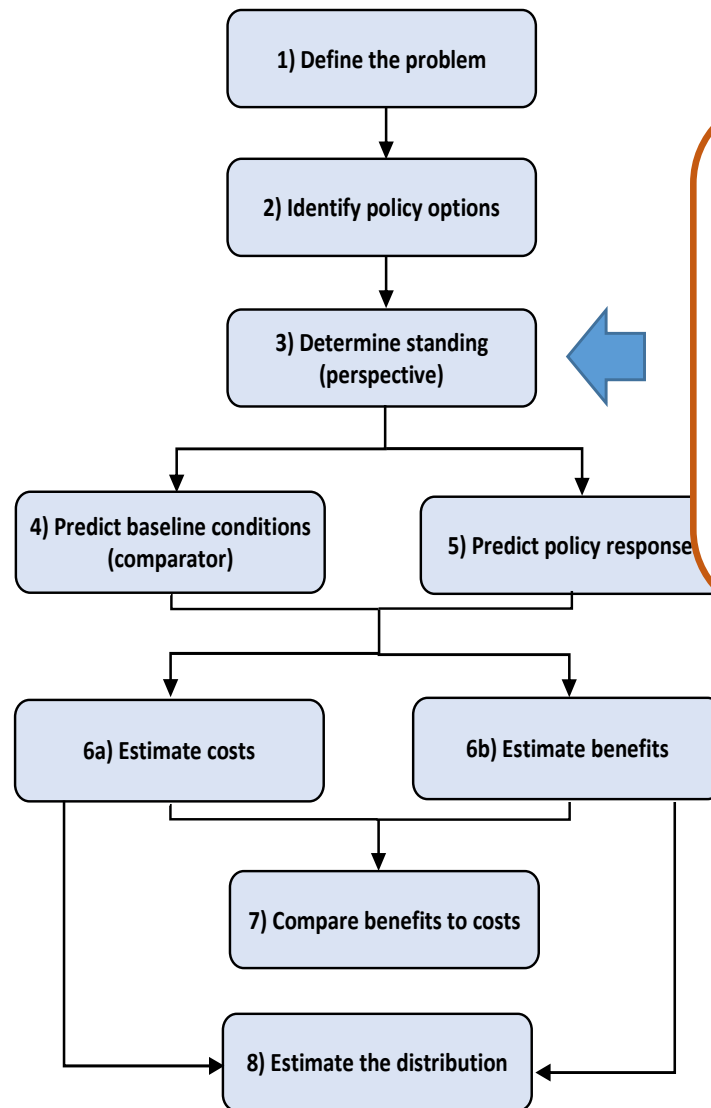 1) Define the problem
2) Identify policy options
3) Determine standing
(perspective)
4) Predict baseline conditions
(comparator)
5) Predict policy response
6a) Estimate costs
6b) Estimate benefits
7) Compare benefits to costs
8) Estimate the distribution